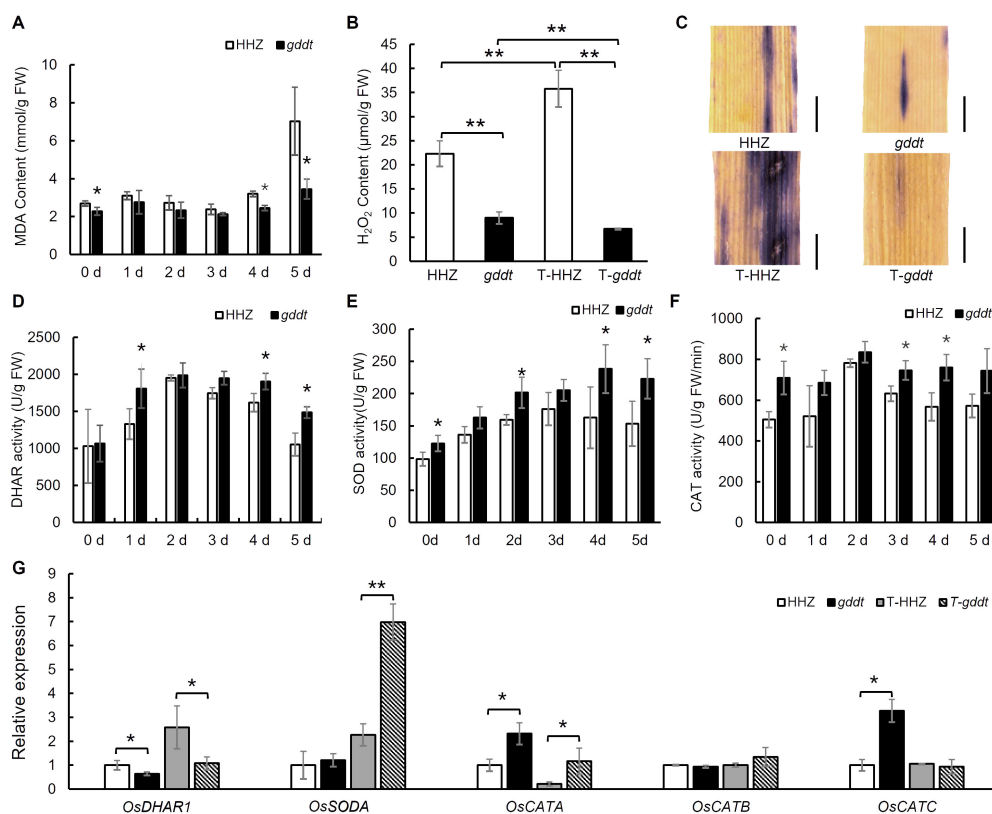 A
HHZ gddt
MDA Content (mmol/g FW)
10
8
6
4
2
0
*
*
*
0 d 1 d 2 d 3 d 4 d 5 d
B
H₂O₂ Content (μmol/g FW)
45
40
35
30
25
20
15
10
5
0
**
** **
**
HHZ gddt T-HHZ T-gddt
C
HHZ gddt
T-HHZ T-gddt
D
HHZ gddt
DHAR activity (U/g FW)
2500
2000
1500
1000
500
0
*
*
*
0 d 1 d 2 d 3 d 4 d 5 d
E
HHZ gddt
SOD activity(U/g FW)
300
250
200
150
100
50
0
*
*
*
*
0d 1d 2d 3d 4d 5d
F
HHZ gddt
CAT activity (U/g FW/min)
1000
800
600
400
200
0
*
*
*
0 d 1 d 2 d 3 d 4 d 5 d
G
HHZ gddt T-HHZ T-gddt
Relative expression
9
8
7
6
5
4
3
2
1
0
*
*
**
*
*
*
OsDHAR1 OsSODA OsCATA OsCATB OsCATC